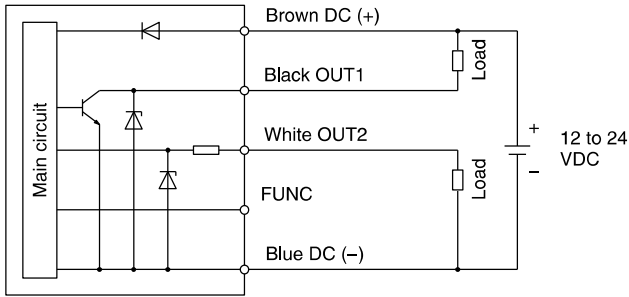 Brown DC (+)
Black OUT1
White OUT2
FUNC
Blue DC (−)
Main circuit
Load
Load
+
−
12 to 24
VDC